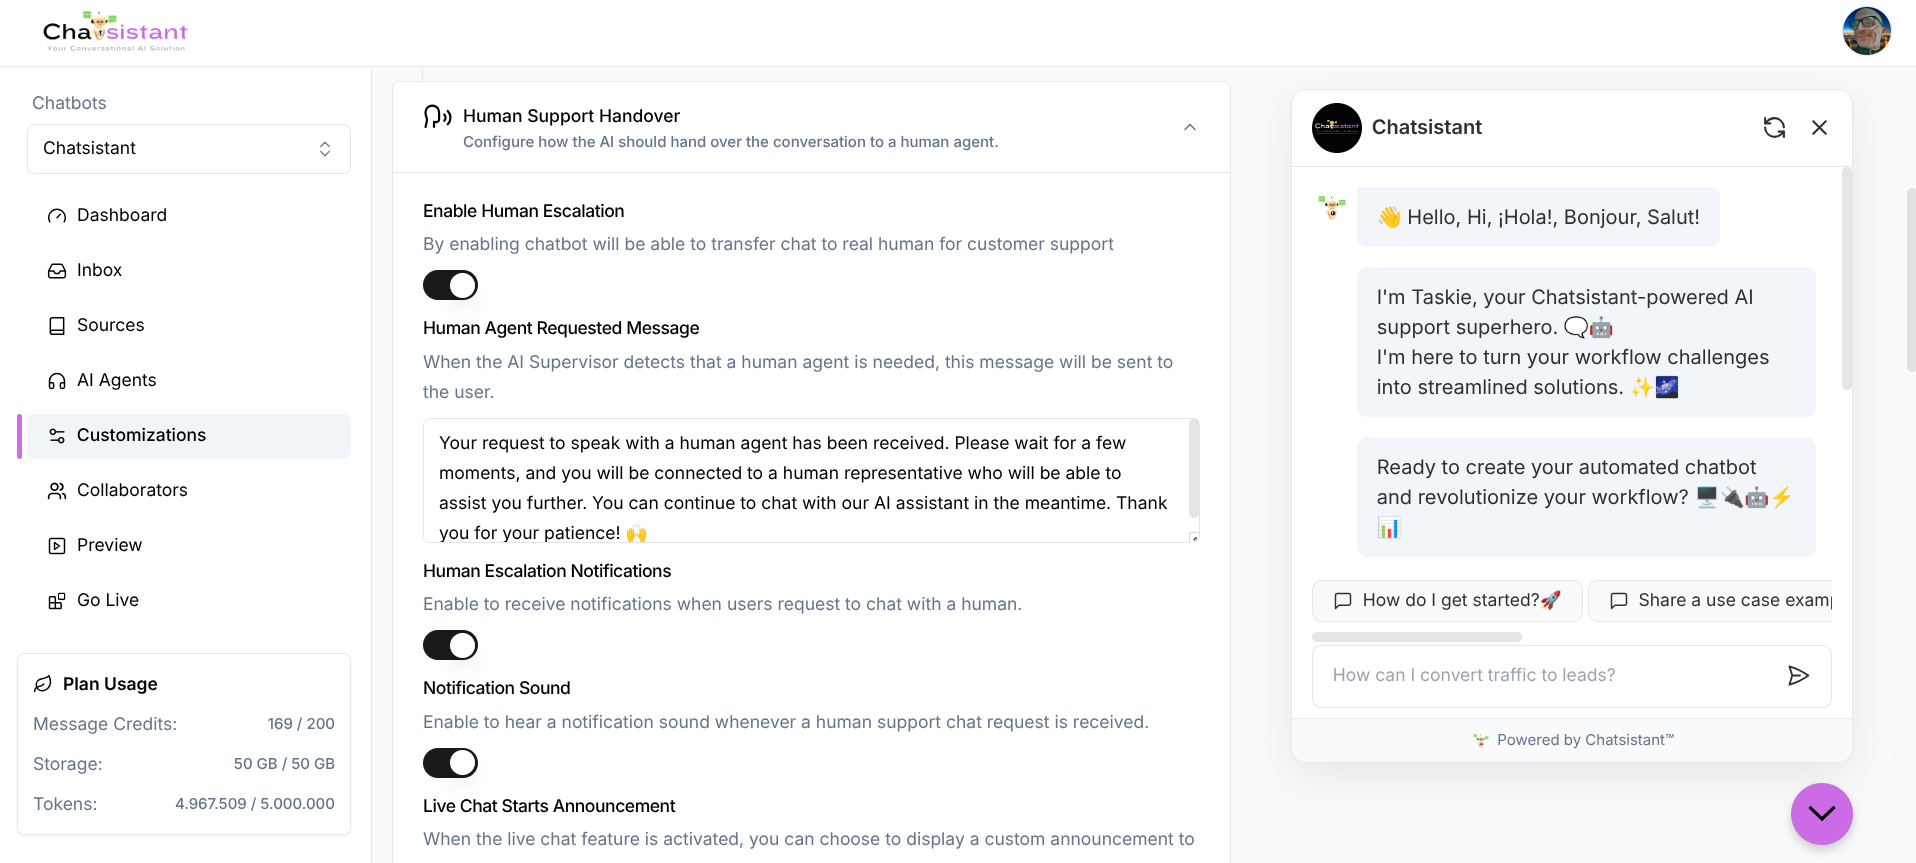 Chatsistant
Your Conversational AI Solution
Chatbots
Chatsistant
Dashboard
Inbox
Sources
AI Agents
Customizations
Collaborators
Preview
Go Live
Plan Usage
Message Credits: 169 / 200
Storage: 50 GB / 50 GB
Tokens: 4.967.509 / 5.000.000
Human Support Handover
Configure how the AI should hand over the conversation to a human agent.
Enable Human Escalation
By enabling chatbot will be able to transfer chat to real human for customer support
Human Agent Requested Message
When the AI Supervisor detects that a human agent is needed, this message will be sent to
the user.
Your request to speak with a human agent has been received. Please wait for a few
moments, and you will be connected to a human representative who will be able to
assist you further. You can continue to chat with our AI assistant in the meantime. Thank
you for your patience! 🙌
Human Escalation Notifications
Enable to receive notifications when users request to chat with a human.
Notification Sound
Enable to hear a notification sound whenever a human support chat request is received.
Live Chat Starts Announcement
When the live chat feature is activated, you can choose to display a custom announcement to
Chatsistant
Chatsistant
👋 Hello, Hi, ¡Hola!, Bonjour, Salut!
I'm Taskie, your Chatsistant-powered AI
support superhero. 🗨️🤖
I'm here to turn your workflow challenges
into streamlined solutions. ✨🌌
Ready to create your automated chatbot
and revolutionize your workflow? 🖥️🔌🤖⚡
📊
How do I get started?🚀
Share a use case examp
How can I convert traffic to leads?
Powered by Chatsistant™